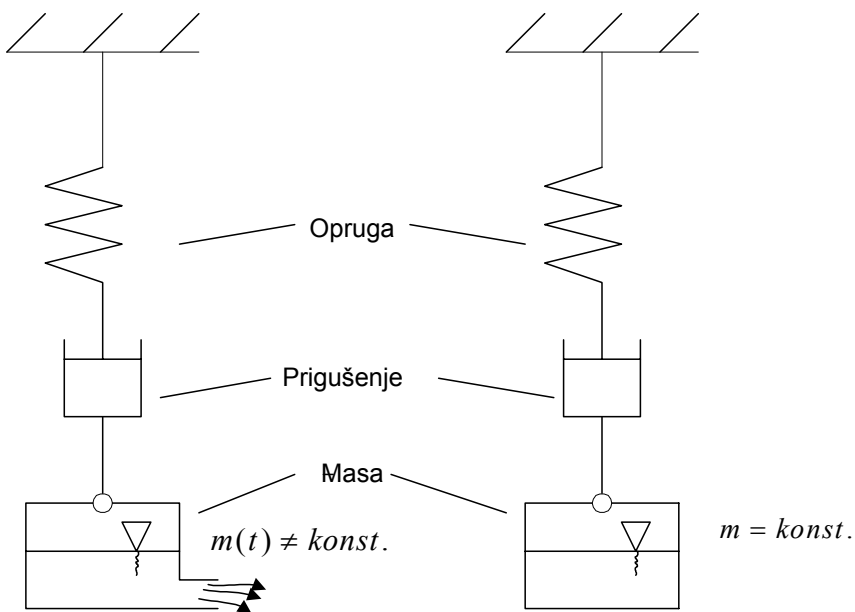 Opruga
Prigušenje
Masa
m(t) ≠ konst.
m = konst.